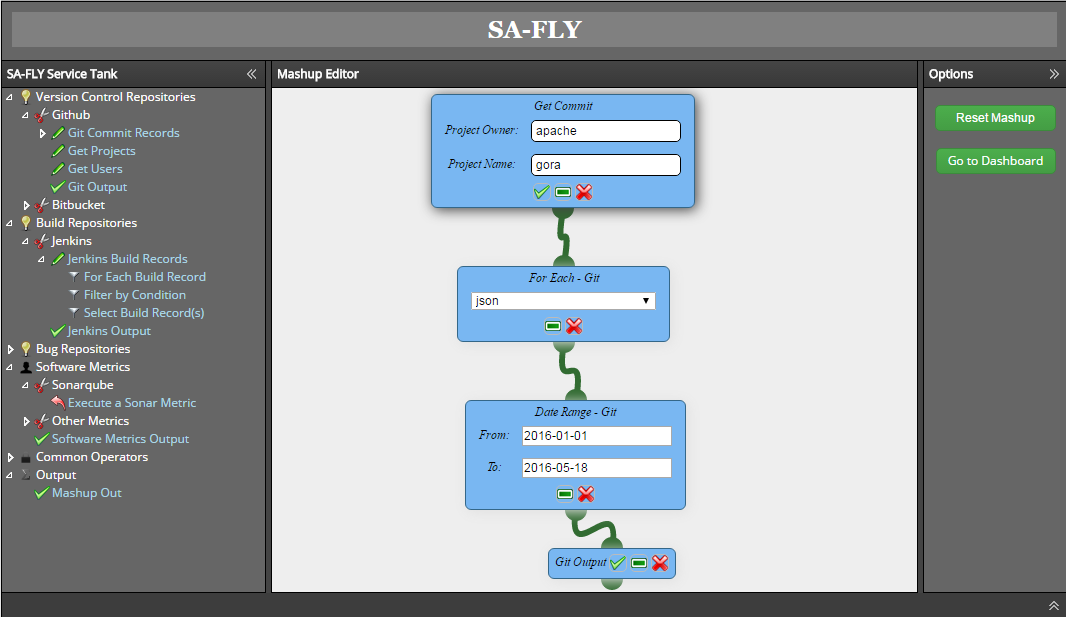 SA-FLY
SA-FLY Service Tank
Version Control Repositories
Github
Git Commit Records
Get Projects
Get Users
Git Output
Bitbucket
Build Repositories
Jenkins
Jenkins Build Records
For Each Build Record
Filter by Condition
Select Build Record(s)
Jenkins Output
Bug Repositories
Software Metrics
Sonarqube
Execute a Sonar Metric
Other Metrics
Software Metrics Output
Common Operators
Output
Mashup Out
Mashup Editor
Get Commit
Project Owner: apache
Project Name: gora
For Each - Git
json
Date Range - Git
From: 2016-01-01
To: 2016-05-18
Git Output
Options
Reset Mashup
Go to Dashboard